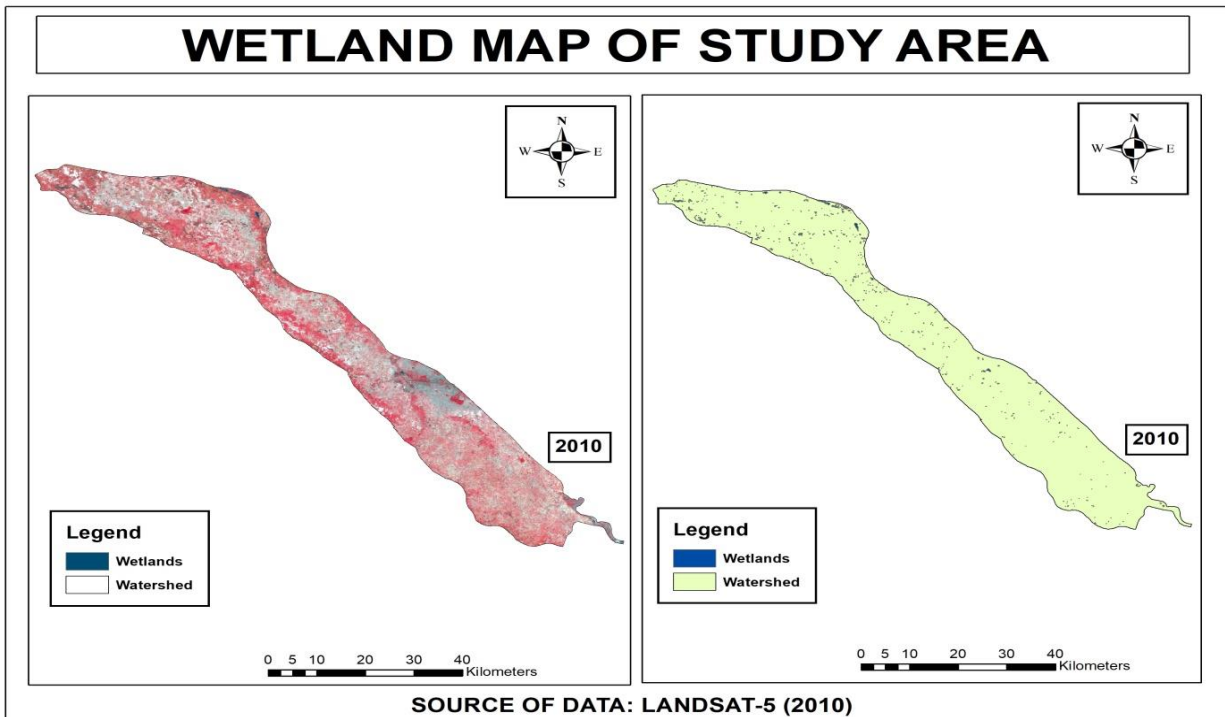 WETLAND MAP OF STUDY AREA
N
W E
S
2010
Legend
Wetlands
Watershed
0 5 10 20 30 40
Kilometers
N
W E
S
2010
Legend
Wetlands
Watershed
0 5 10 20 30 40
Kilometers
SOURCE OF DATA: LANDSAT-5 (2010)